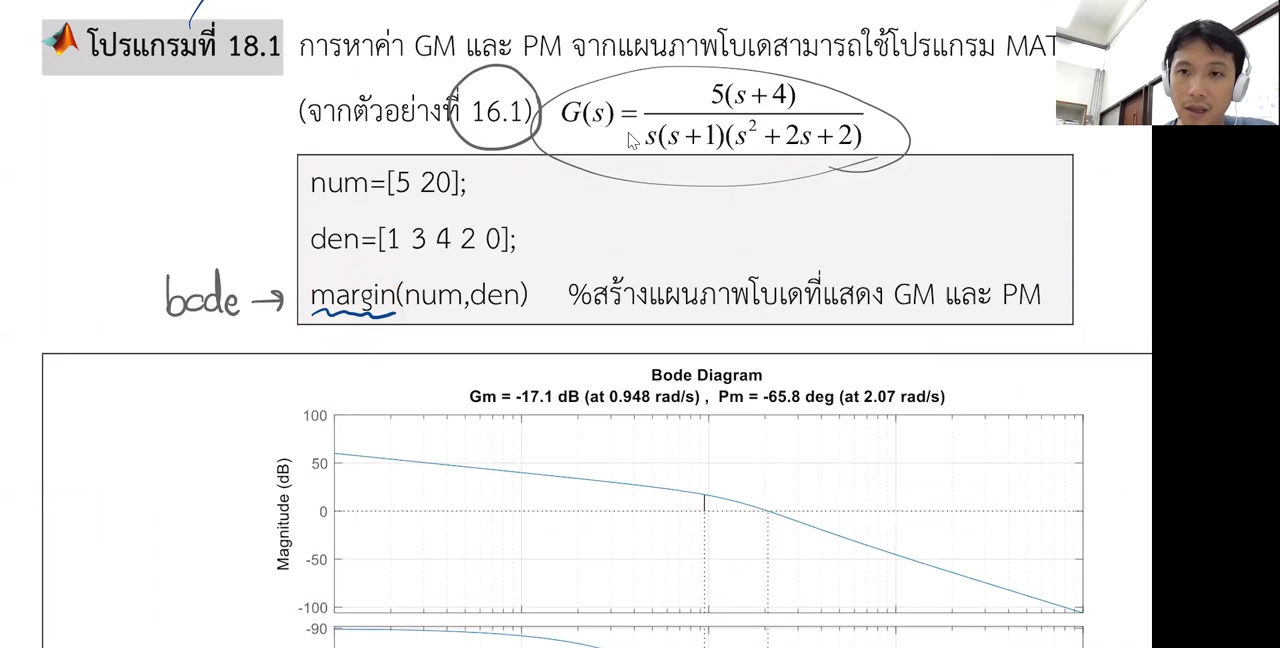 โปรแกรมที่ 18.1 การหาค่า GM และ PM จากแผนภาพโบเดสามารถใช้โปรแกรม MAT
(จากตัวอย่างที่ 16.1) G(s) = 5(s+4) / s(s+1)(s²+2s+2)
num=[5 20];
den=[1 3 4 2 0];
bode → margin(num,den) %สร้างแผนภาพโบเดที่แสดง GM และ PM
Bode Diagram
Gm = -17.1 dB (at 0.948 rad/s) , Pm = -65.8 deg (at 2.07 rad/s)
100
50
0
-50
-100
Magnitude (dB)
-90